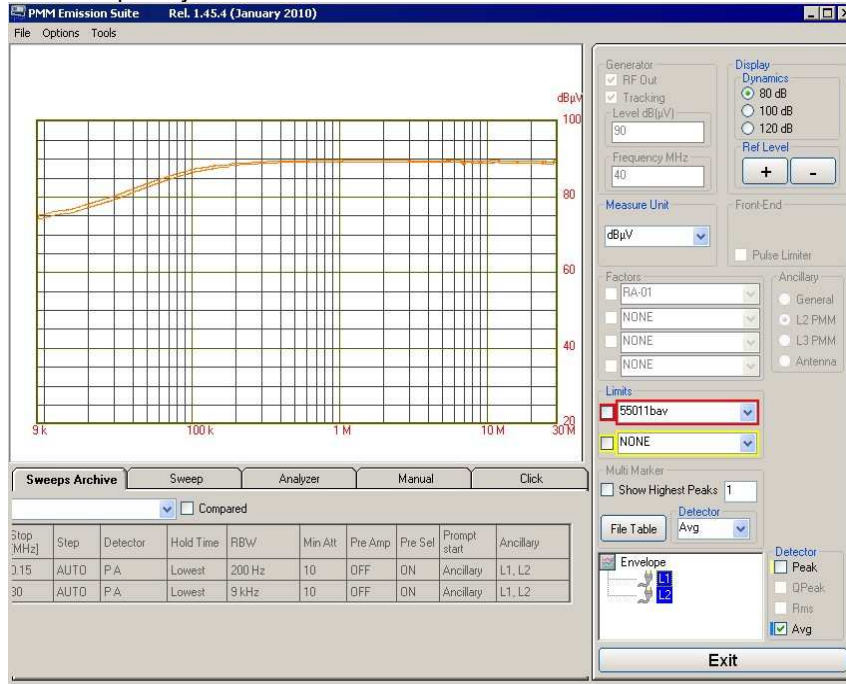 PMM Emission Suite Rel. 1.45.4 (January 2010)
File Options Tools
dBµV
100
80
60
40
20
9 k 100 k 1 M 10 M 30 M
Generator
RF Out
Tracking
Level dB(µV)
90
Frequency MHz
40
Display
Dynamics
80 dB
100 dB
120 dB
Ref Level
+ -
Measure Unit
dBµV
Front-End
Pulse Limiter
Factors
RA-01
NONE
NONE
NONE
Ancillary
General
L2 PMM
L3 PMM
Antenna
Limits
55011bav
NONE
Multi Marker
Show Highest Peaks 1
File Table
Detector
Avg
Envelope
L1
L2
Detector
Peak
QPeak
Rms
Avg
Exit
Sweeps Archive Sweep Analyzer Manual Click
Compared
Stop [MHz] Step Detector Hold Time RBW Min Att Pre Amp Pre Sel Prompt start Ancillary
0.15 AUTO P A Lowest 200 Hz 10 OFF ON Ancillary L1, L2
30 AUTO P A Lowest 9 kHz 10 OFF ON Ancillary L1, L2